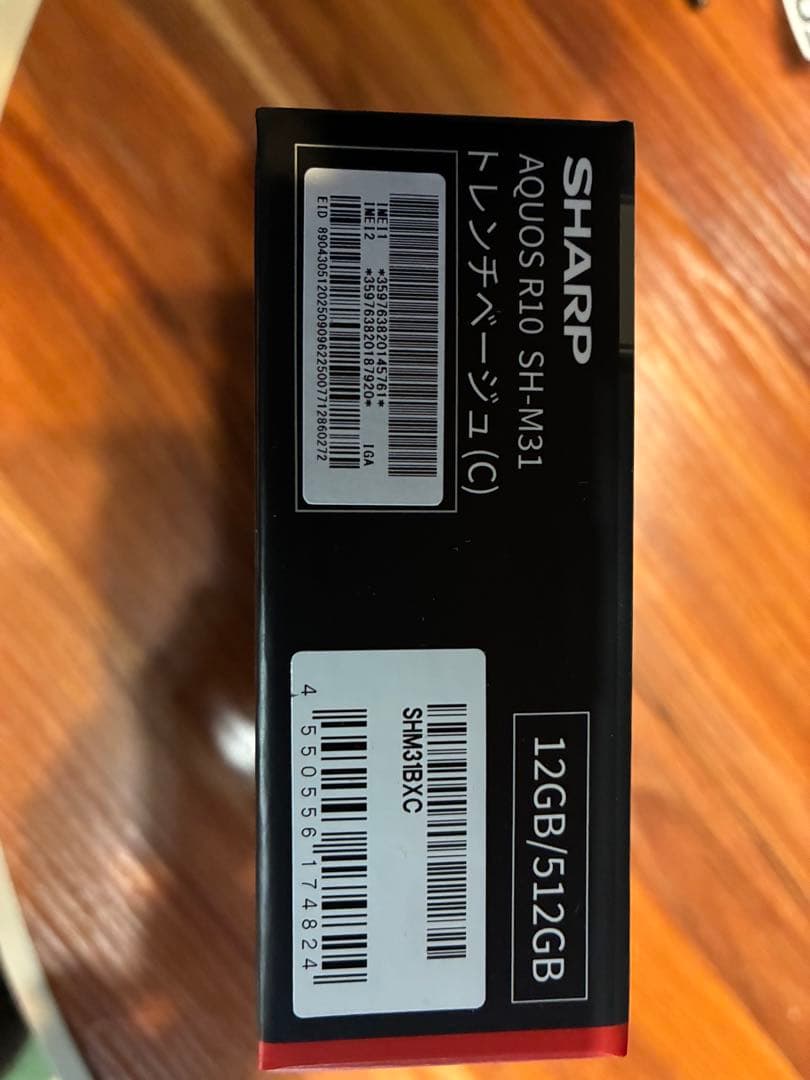 SHARP
AQUOS R10 SH-M31
トレンチベージュ(C)
IMEI1 *359763820145761*
IMEI2 *359763820187920* IGA
EID 89043051202509096225007712860272
12GB/512GB
SHM31BXC
4 550556 174824